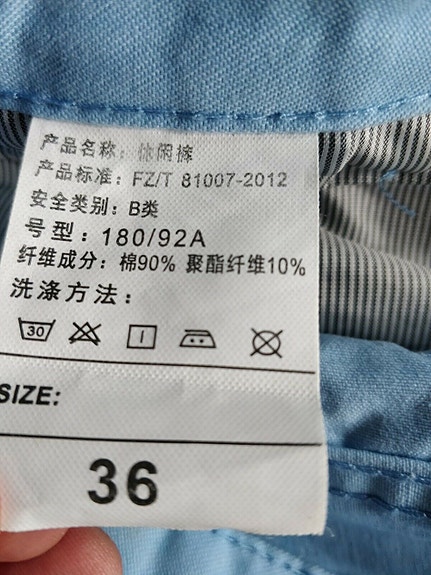 产品名称：休闲裤
产品标准：FZ/T 81007-2012
安全类别：B类
号型：180/92A
纤维成分：棉90% 聚酯纤维10%
洗涤方法：
30
SIZE:
36